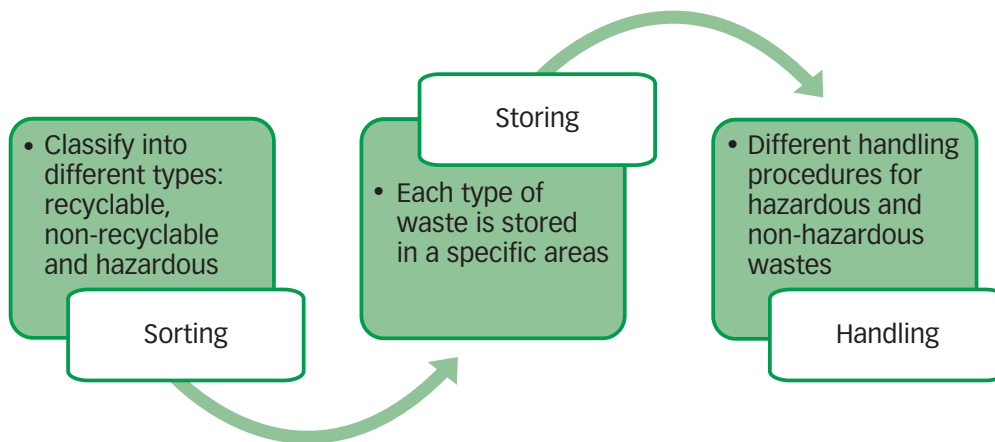 • Classify into
different types:
recyclable,
non-recyclable
and hazardous
Sorting
Storing
• Each type of
waste is stored
in a specific areas
• Different handling
procedures for
hazardous and
non-hazardous
wastes
Handling